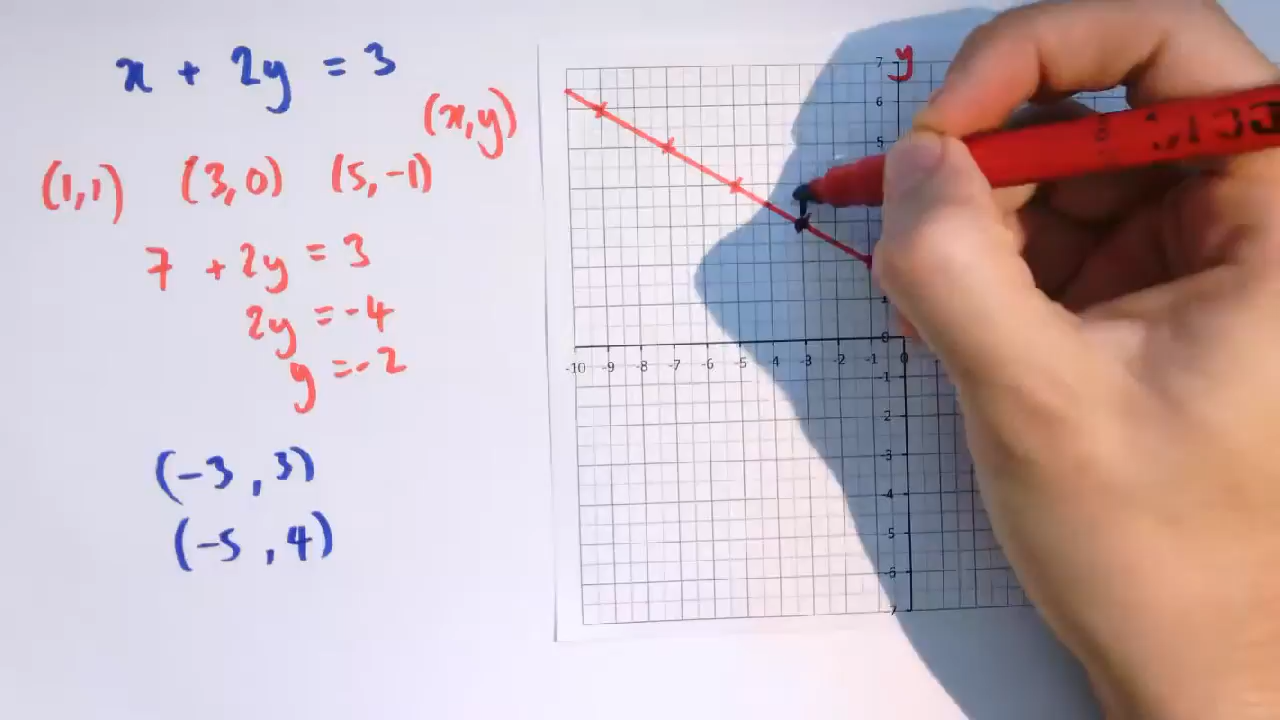 x + 2y = 3
(x,y)
(1,1) (3,0) (5,-1)
7 + 2y = 3
2y = -4
y = -2
(-3,3)
(-5,4)
y
7
6
5
1
0
-10 -9 -8 -7 -6 -5 -4 -3 -2 -1 0
-1
2
-3
-4
-5
-6
7